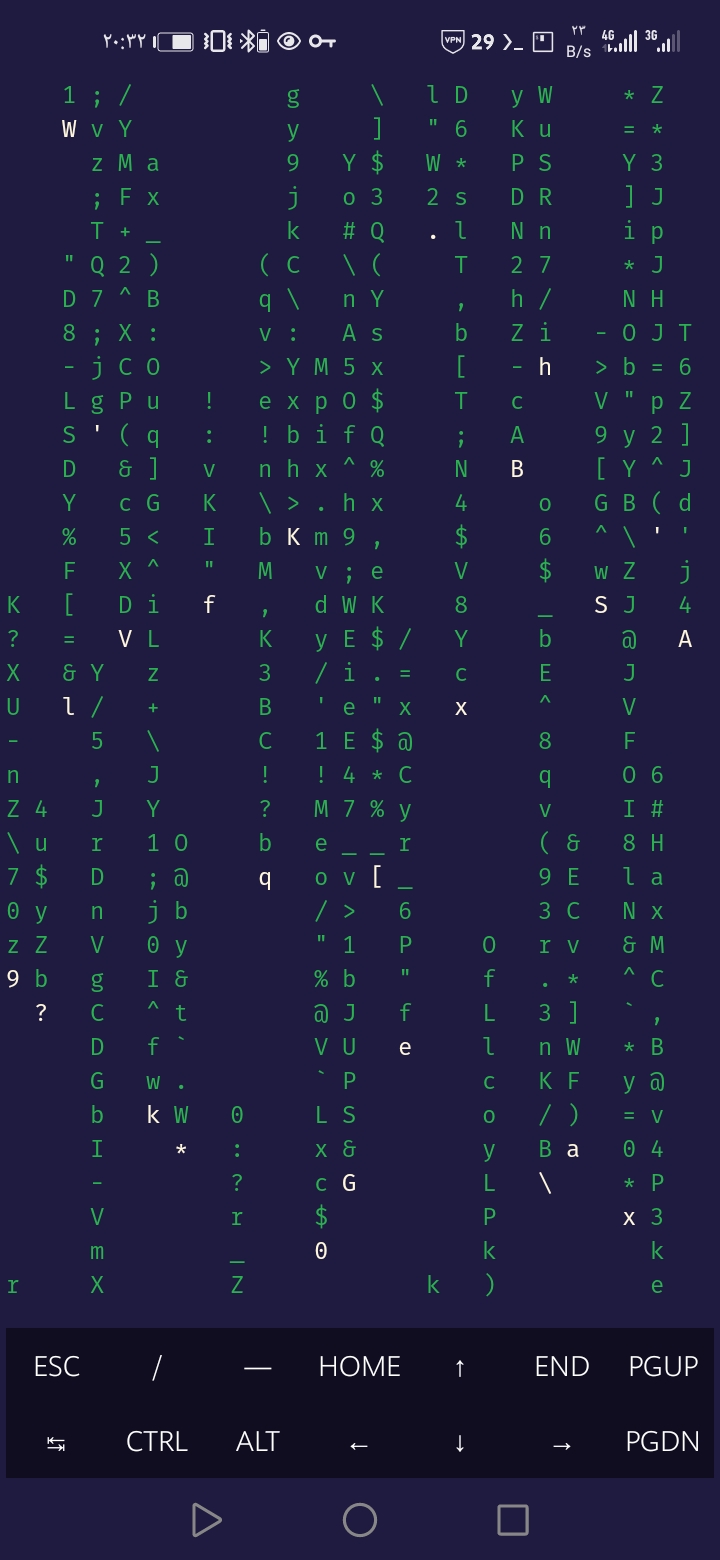 ۲۰:۳۲ VPN 29 >_ ۲۳ B/s 4G 3G
1 ; / g \ l D y W * Z
W v Y y ] " 6 K u = *
z M a 9 Y $ W * P S Y 3
; F x j o 3 2 s D R ] J
T + _ k # Q . l N n i p
" Q 2 ) ( C \ ( T 2 7 * J
D 7 ^ B q \ n Y , h / N H
8 ; X : v : A s b Z i - O J T
- j C O > Y M 5 x [ - h > b = 6
L g P u ! e x p O $ T c V " p Z
S ' ( q : ! b i f Q ; A 9 y 2 ]
D & ] v n h x ^ % N B [ Y ^ J
Y c G K \ > . h x 4 o G B ( d
% 5 < I b K m 9 , $ 6 ^ \ ' '
F X ^ " M v ; e V $ w Z j
K [ D i f , d W K 8 _ S J 4
? = V L K y E $ / Y b @ A
X & Y z 3 / i . = c E J
U l / + B ' e " x x ^ V
- 5 \ C 1 E $ @ 8 F
n , J ! ! 4 * C q O 6
Z 4 J Y ? M 7 % y v I #
\ u r 1 O b e _ _ r ( & 8 H
7 $ D ; @ q o v [ _ 9 E l a
0 y n j b / > 6 3 C N x
z Z V 0 y " 1 P O r v & M
9 b g I & % b " f . * ^ C
? C ^ t @ J f L 3 ] ` ,
D f ` V U e l n W * B
G w . ` P c K F y @
b k W 0 L S o / ) = v
I * : x & y B a 0 4
- ? c G L \ * P
V r $ P x 3
m _ 0 k k
r X Z k ) e
ESC / — HOME ↑ END PGUP
↹ CTRL ALT ← ↓ → PGDN